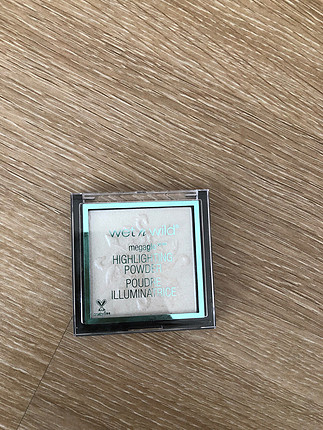 wet n wild
megaglo
HIGHLIGHTING
POWDER
POUDRE
ILLUMINATRICE